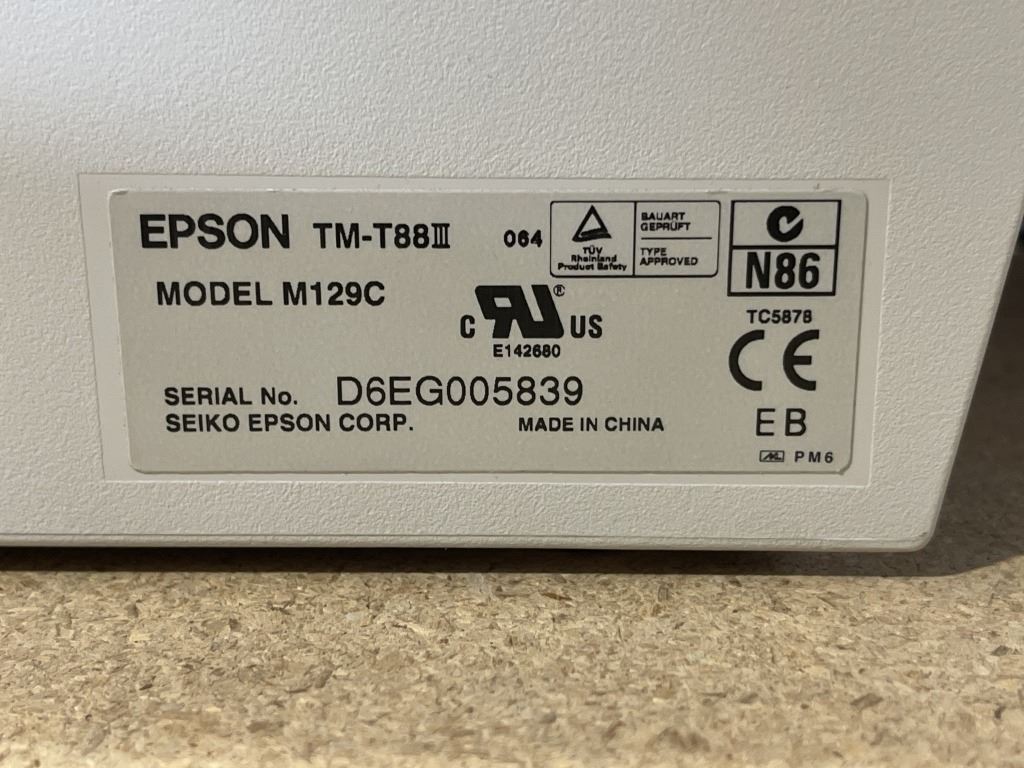 EPSON TM-T88Ⅲ 064
TÜV
Rheinland
Product Safety
BAUART
GEPRÜFT
TYPE
APPROVED
N86
MODEL M129C
C RU® US
E142680
TC5878
CE
SERIAL No. D6EG005839
SEIKO EPSON CORP. MADE IN CHINA
EB
PM6